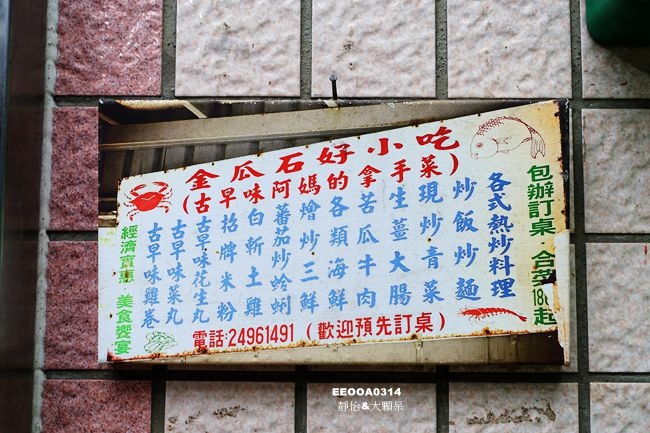 金瓜石好小吃
(古早味阿媽的拿手菜)
包辦訂桌·合菜18起
各式熱炒料理
炒飯炒麵
現炒青菜
生薑大腸
苦瓜牛肉
各類海鮮
燴炒三鮮
蕃茄炒蛤蜊
白斬土雞
招牌米粉
古早味花生丸
古早味菜丸
古早味雞卷
經濟實惠 美食饗宴
電話:24961491 (歡迎預先訂桌)
EEOOA0314
靜怡&大顆呆